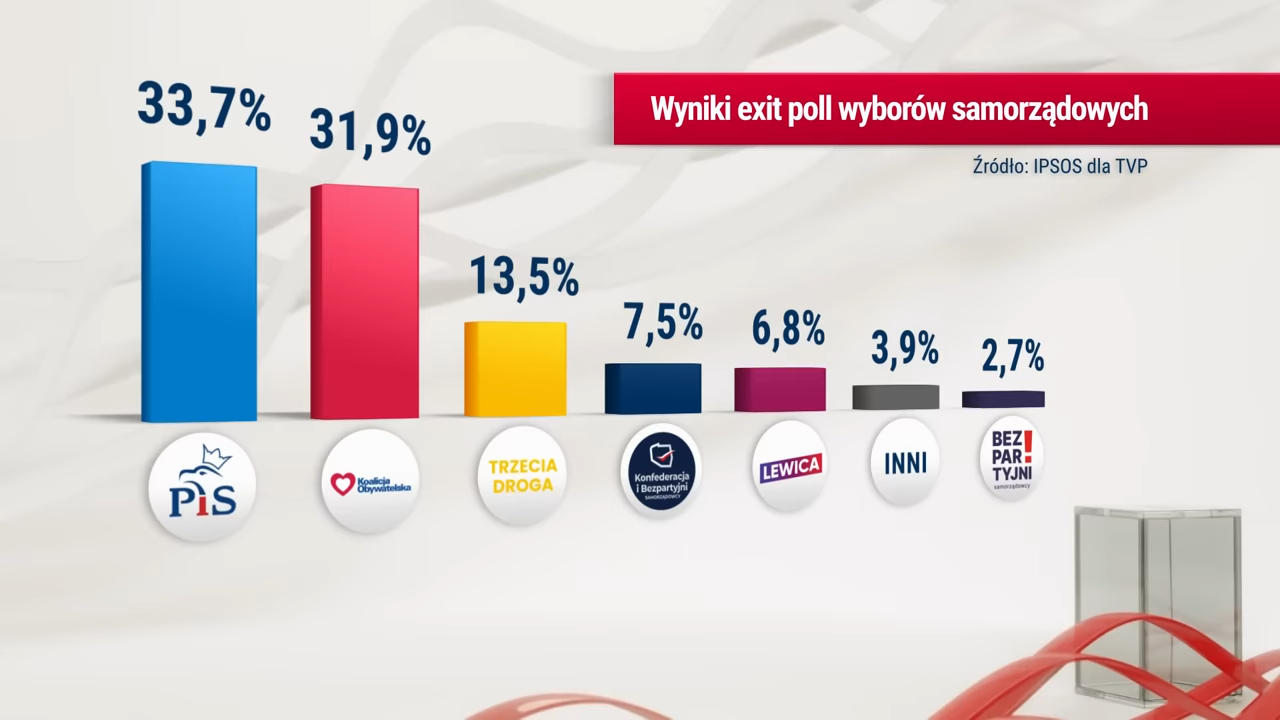 Wyniki exit poll wyborów samorządowych
Źródło: IPSOS dla TVP
33,7%
31,9%
13,5%
7,5%
6,8%
3,9%
2,7%
PiS
Koalicja
Obywatelska
TRZECIA
DROGA
Konfederacja
i Bezpartyjni
SAMORZĄDOWCY
LEWICA
INNI
BEZ
PAR
TYJNI
!
samorządowcy